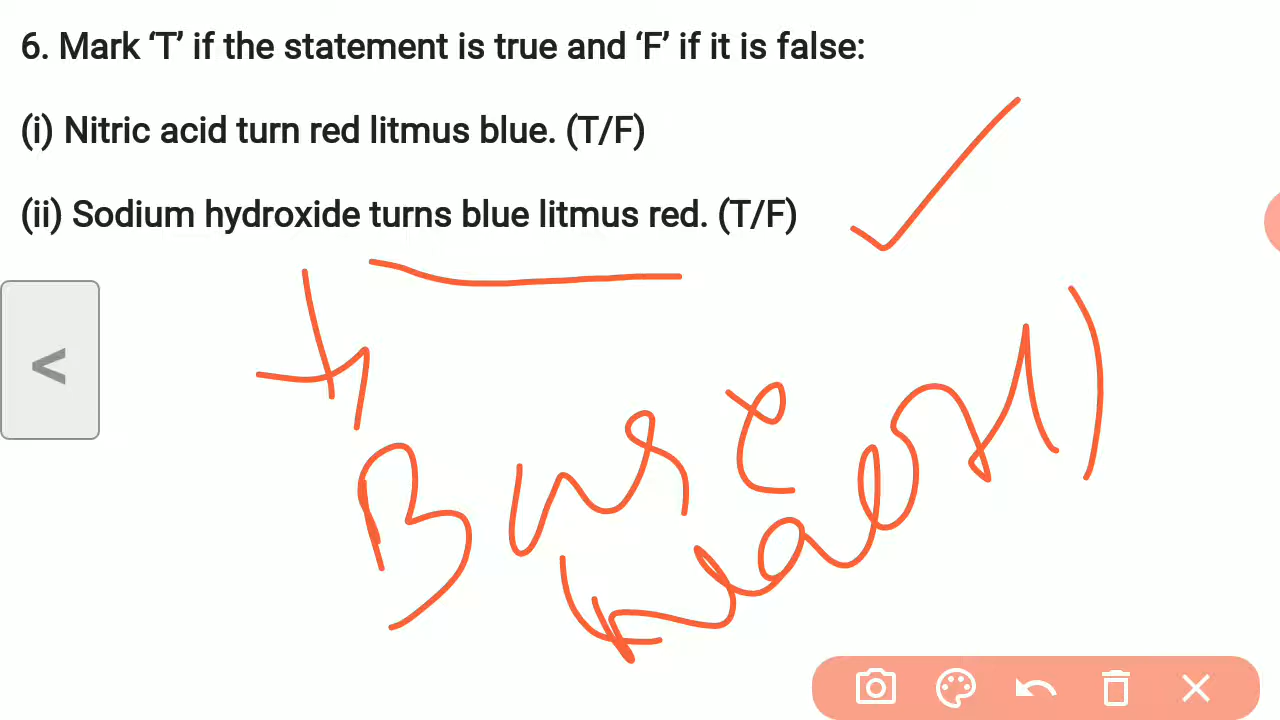 6. Mark ‘T’ if the statement is true and ‘F’ if it is false:
(i) Nitric acid turn red litmus blue. (T/F)
(ii) Sodium hydroxide turns blue litmus red. (T/F)
<
Base
(NaOH)